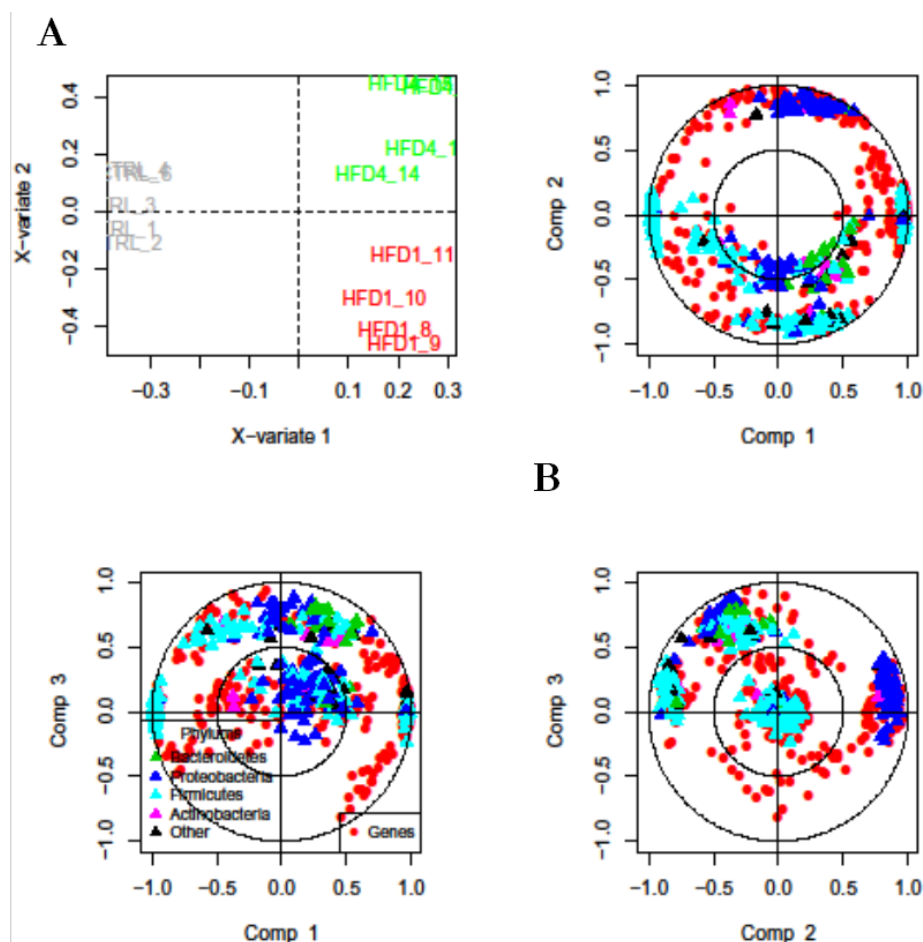 A
0.4
0.2
0.0
−0.2
−0.4
X−variate 2
HFD4_1
HFD4_14
TRL_6
RL_3
RL_1
TRL_2
HFD1_11
HFD1_10
HFD1_8
HFD1_9
−0.3
−0.1
0.1
0.3
X−variate 1
1.0
0.5
0.0
−0.5
−1.0
Comp 2
−1.0 −0.5 0.0 0.5 1.0
Comp 1
B
1.0
0.5
0.0
−0.5
−1.0
Comp 3
Phylums
Bacteroidetes
Proteobacteria
Firmicutes
Actinobacteria
Other
Genes
−1.0 −0.5 0.0 0.5 1.0
Comp 1
1.0
0.5
0.0
−0.5
−1.0
Comp 3
−1.0 −0.5 0.0 0.5 1.0
Comp 2